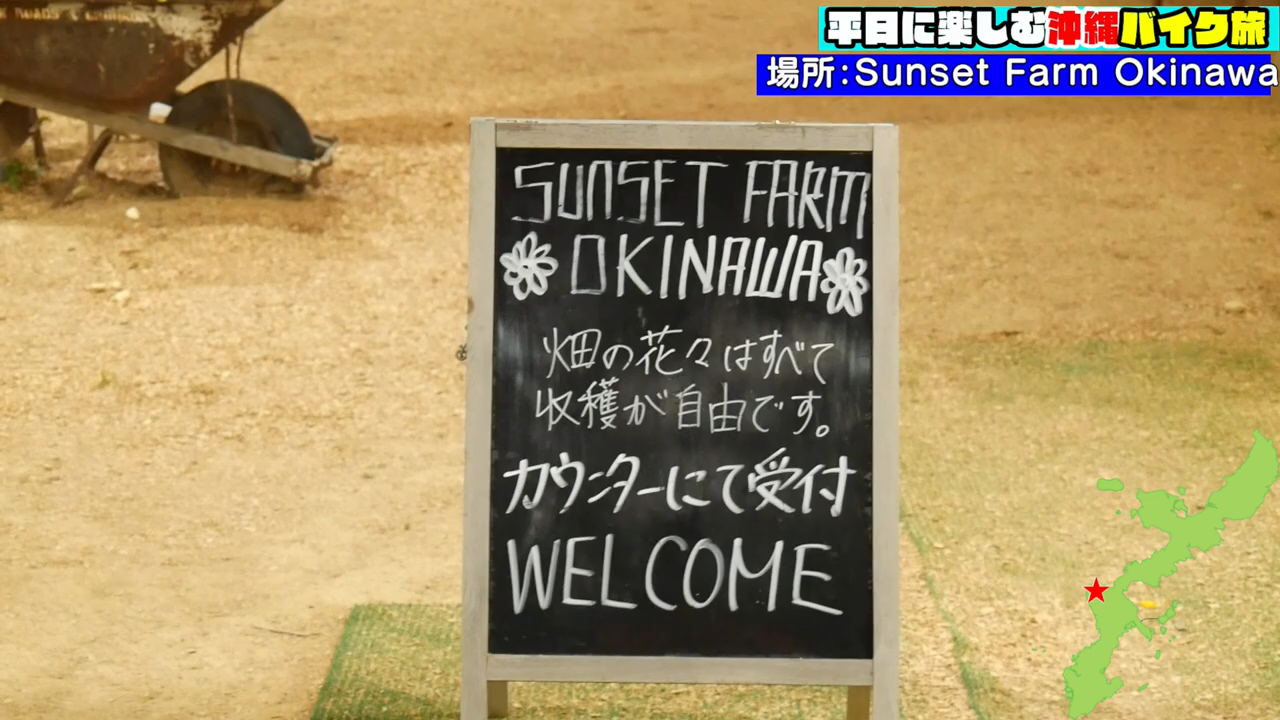 平日に楽しむ沖縄バイク旅
場所：Sunset Farm Okinawa
SUNSET FARM
OKINAWA
畑の花々はすべて
収穫が自由です。
カウンターにて受付
WELCOME